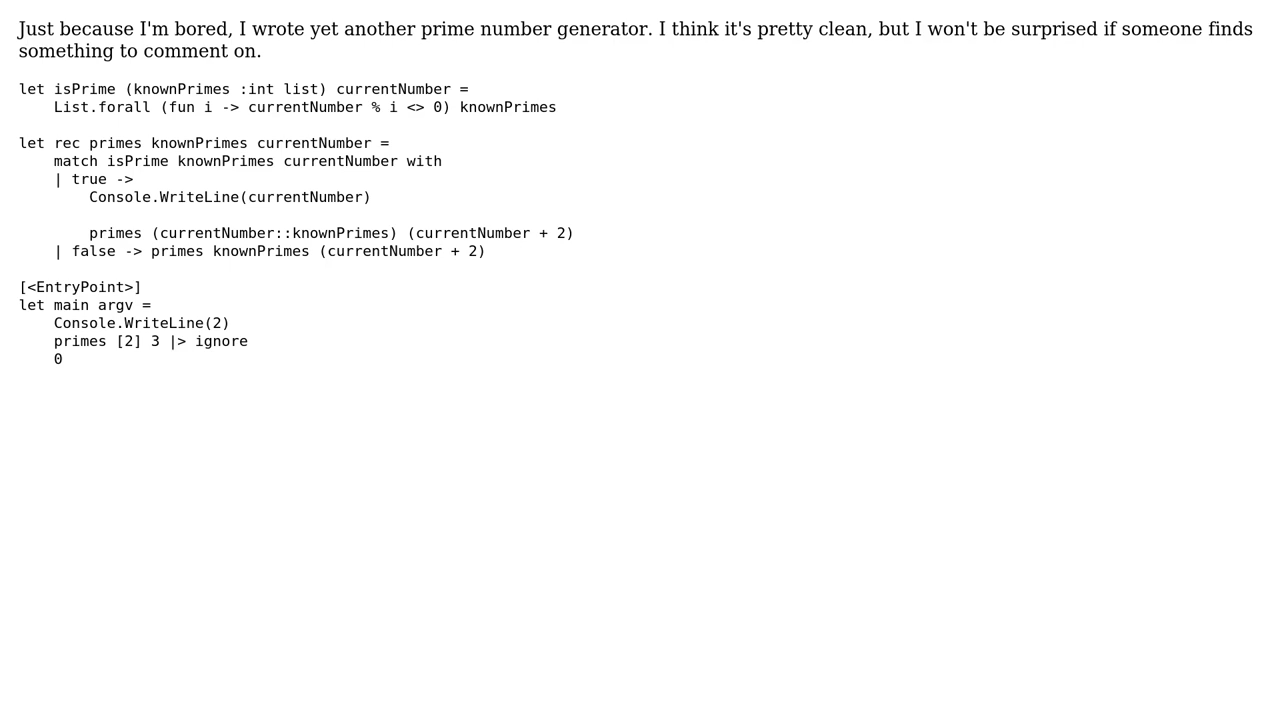 Just because I'm bored, I wrote yet another prime number generator. I think it's pretty clean, but I won't be surprised if someone finds
something to comment on.
let isPrime (knownPrimes :int list) currentNumber =
    List.forall (fun i -> currentNumber % i <> 0) knownPrimes
let rec primes knownPrimes currentNumber =
    match isPrime knownPrimes currentNumber with
    | true ->
        Console.WriteLine(currentNumber)
        primes (currentNumber::knownPrimes) (currentNumber + 2)
    | false -> primes knownPrimes (currentNumber + 2)
[<EntryPoint>]
let main argv =
    Console.WriteLine(2)
    primes [2] 3 |> ignore
    0